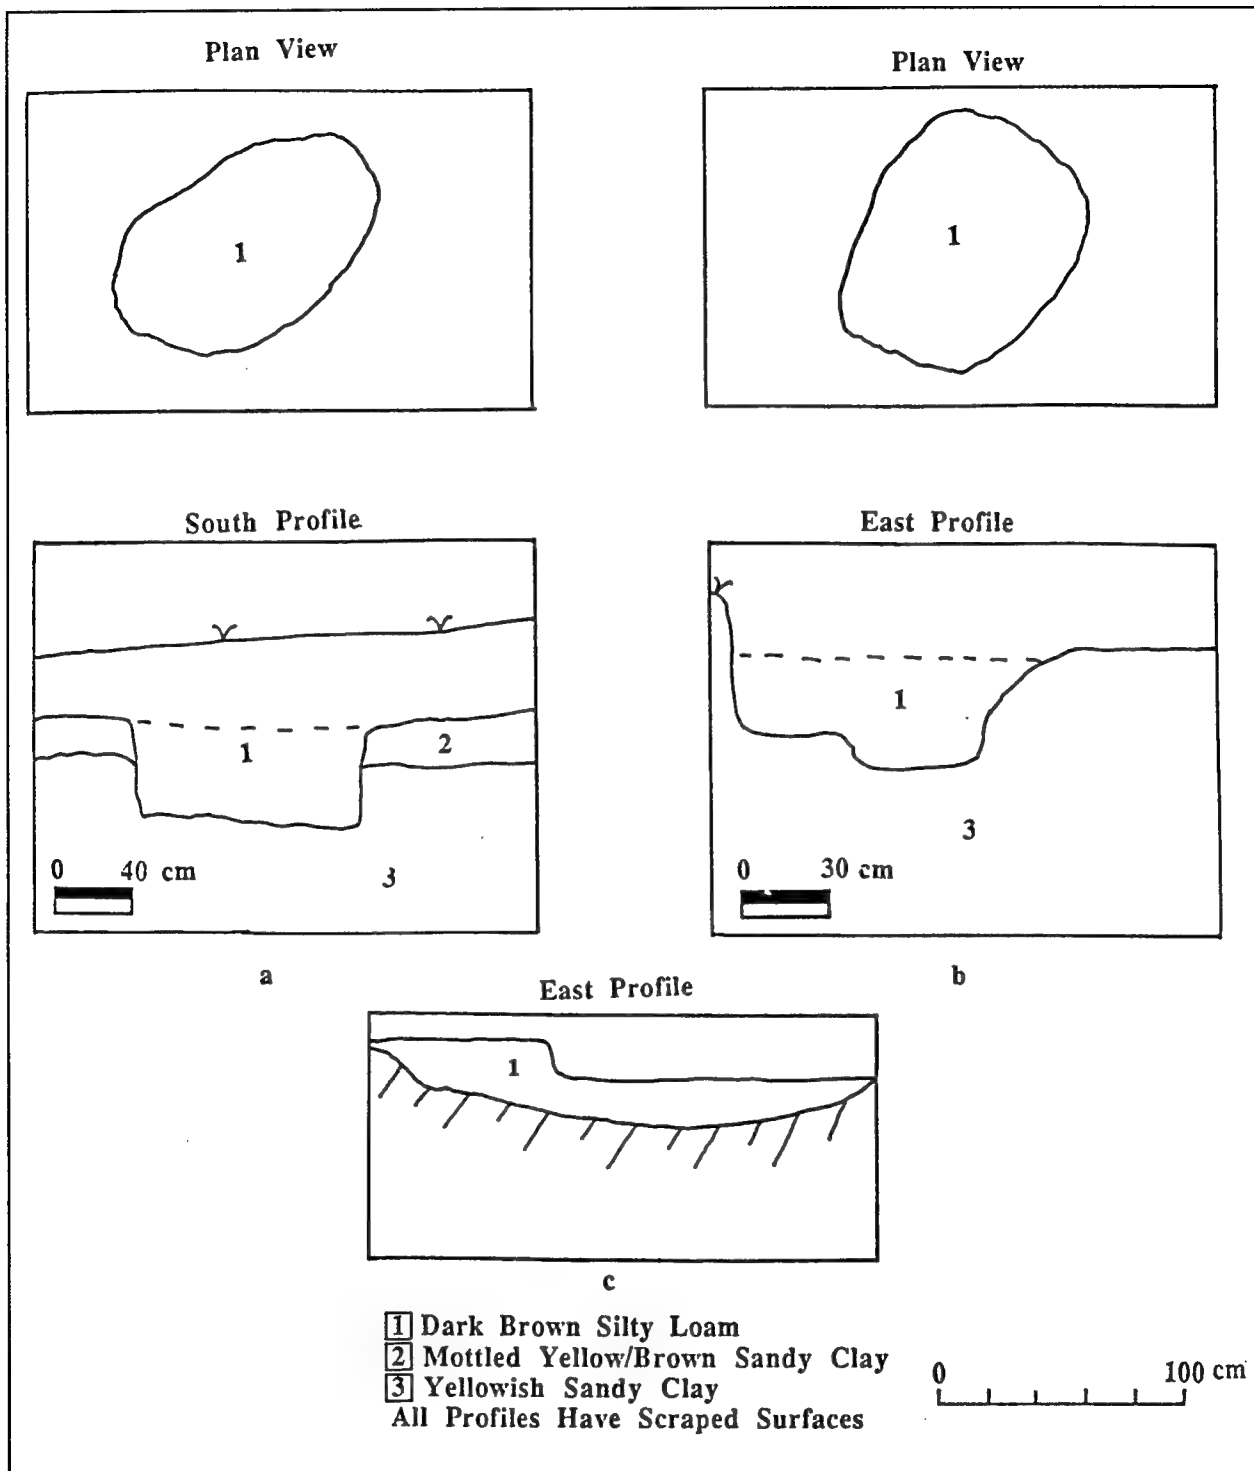 Plan View
1
Plan View
1
South Profile
1
2
3
0 40 cm
a
East Profile
1
3
0 30 cm
b
East Profile
1
c
1 Dark Brown Silty Loam
2 Mottled Yellow/Brown Sandy Clay
3 Yellowish Sandy Clay
All Profiles Have Scraped Surfaces
0 100 cm